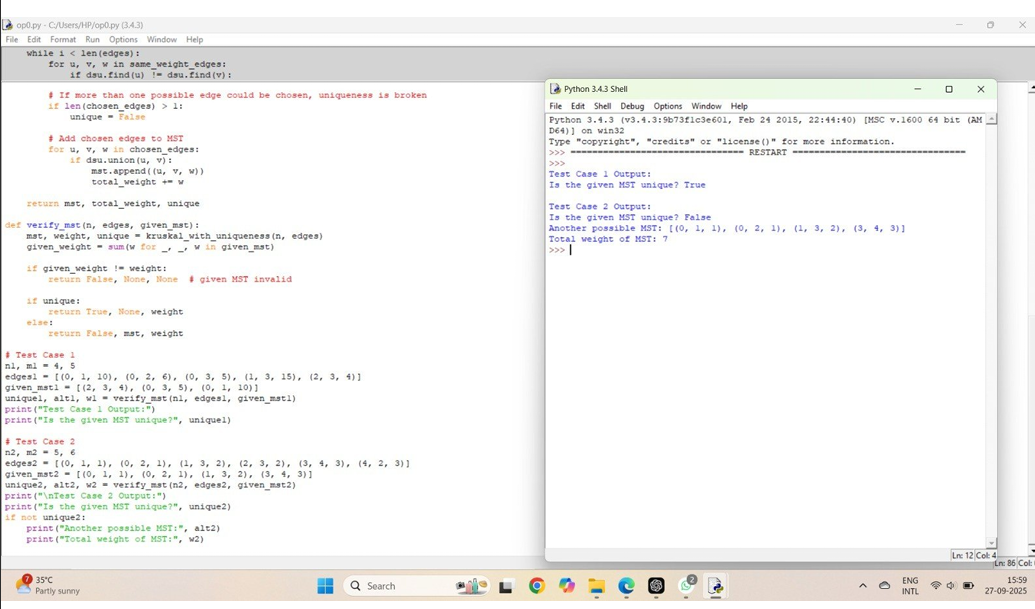 op0.py - C:/Users/HP/op0.py (3.4.3)
File Edit Format Run Options Window Help
while i < len(edges):
for u, v, w in same_weight_edges:
if dsu.find(u) != dsu.find(v):
# If more than one possible edge could be chosen, uniqueness is broken
if len(chosen_edges) > 1:
unique = False
# Add chosen edges to MST
for u, v, w in chosen_edges:
if dsu.union(u, v):
mst.append((u, v, w))
total_weight += w
return mst, total_weight, unique
def verify_mst(n, edges, given_mst):
mst, weight, unique = kruskal_with_uniqueness(n, edges)
given_weight = sum(w for _, _, w in given_mst)
if given_weight != weight:
return False, None, None # given MST invalid
if unique:
return True, None, weight
else:
return False, mst, weight
# Test Case 1
n1, m1 = 4, 5
edges1 = [(0, 1, 10), (0, 2, 6), (0, 3, 5), (1, 3, 15), (2, 3, 4)]
given_mst1 = [(2, 3, 4), (0, 3, 5), (0, 1, 10)]
unique1, alt1, w1 = verify_mst(n1, edges1, given_mst1)
print("Test Case 1 Output:")
print("Is the given MST unique?", unique1)
# Test Case 2
n2, m2 = 5, 6
edges2 = [(0, 1, 1), (0, 2, 1), (1, 3, 2), (2, 3, 2), (3, 4, 3), (4, 2, 3)]
given_mst2 = [(0, 1, 1), (0, 2, 1), (1, 3, 2), (3, 4, 3)]
unique2, alt2, w2 = verify_mst(n2, edges2, given_mst2)
print("\nTest Case 2 Output:")
print("Is the given MST unique?", unique2)
if not unique2:
print("Another possible MST:", alt2)
print("Total weight of MST:", w2)
Ln: 86 Col:
Python 3.4.3 Shell
File Edit Shell Debug Options Window Help
Python 3.4.3 (v3.4.3:9b73f1c3e601, Feb 24 2015, 22:44:40) [MSC v.1600 64 bit (AM
D64)] on win32
Type "copyright", "credits" or "license()" for more information.
>>> ================================ RESTART ================================
>>>
Test Case 1 Output:
Is the given MST unique? True
Test Case 2 Output:
Is the given MST unique? False
Another possible MST: [(0, 1, 1), (0, 2, 1), (1, 3, 2), (3, 4, 3)]
Total weight of MST: 7
>>>
Ln: 12 Col: 4
7
35°C
Partly sunny
Search
2
ENG
INTL
15:59
27-09-2025